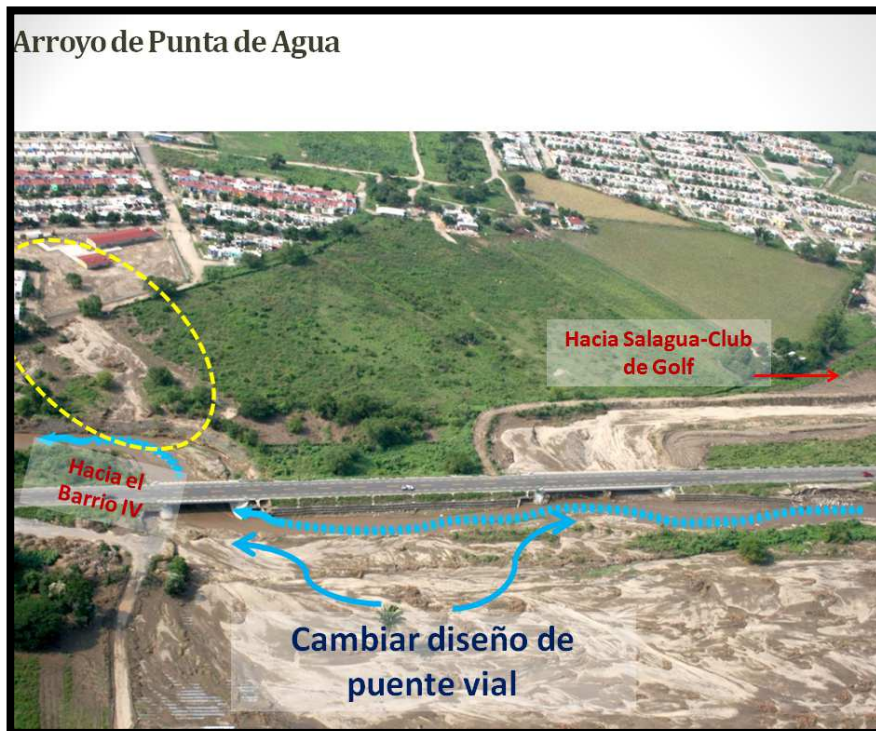 Arroyo de Punta de Agua
Hacia Salagua-Club
de Golf
Hacia el
Barrio IV
Cambiar diseño de
puente vial